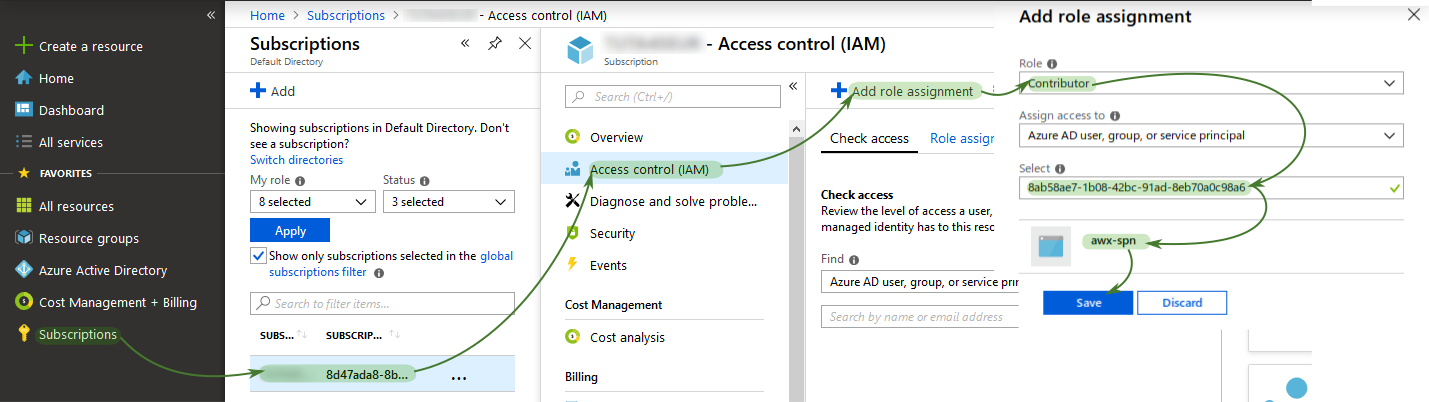 «
Create a resource
Home
Dashboard
All services
FAVORITES
All resources
Resource groups
Azure Active Directory
Cost Management + Billing
Subscriptions
Home > Subscriptions > - Access control (IAM)
Subscriptions
Default Directory
Add
Showing subscriptions in Default Directory. Don't
see a subscription?
Switch directories
My role
Status
8 selected
3 selected
Apply
Show only subscriptions selected in the global
subscriptions filter
Search to filter items...
SUBS...
SUBSCRIP...
8d47ada8-8b...
...
- Access control (IAM)
Subscription
Search (Ctrl+/)
Overview
Access control (IAM)
Diagnose and solve proble...
Security
Events
Cost Management
Cost analysis
Billing
Add role assignment
Check access
Role assig
Check access
Review the level of access a user,
managed identity has to this reso
Find
Azure AD user, group, or service prin
Search by name or email address
Add role assignment
Role
Contributor
Assign access to
Azure AD user, group, or service principal
Select
8ab58ae7-1b08-42bc-91ad-8eb70a0c98a6
awx-spn
Save
Discard